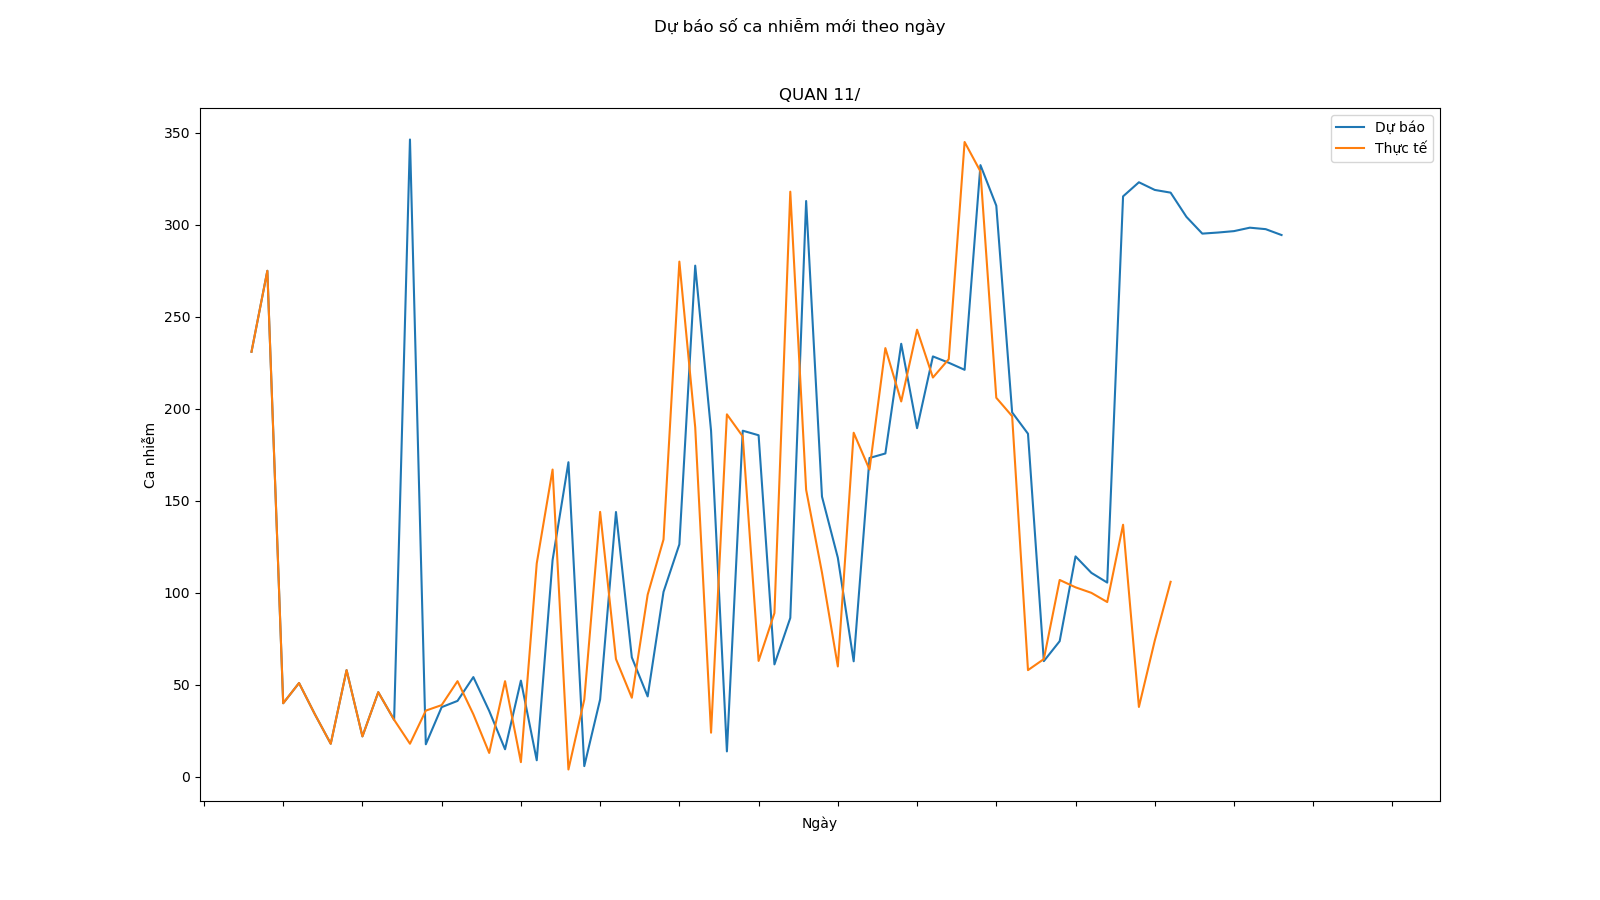 Dự báo số ca nhiễm mới theo ngày
QUAN 11/
Dự báo
Thực tế
350
300
250
200
150
100
50
0
Ca nhiễm
Ngày